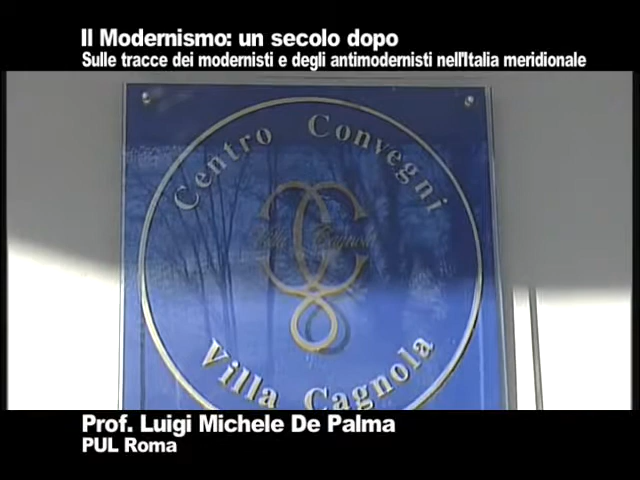 Il Modernismo: un secolo dopo
Sulle tracce dei modernisti e degli antimodernisti nell'Italia meridionale
Centro Convegni
Villa Cagnola
Villa Cagnola
Prof. Luigi Michele De Palma
PUL Roma